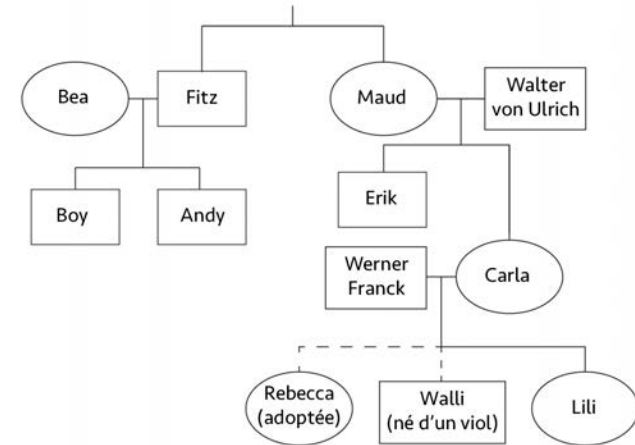 Bea
Fitz
Maud
Walter
von Ulrich
Boy
Andy
Erik
Werner
Franck
Carla
Rebecca
(adoptée)
Walli
(né d'un viol)
Lili